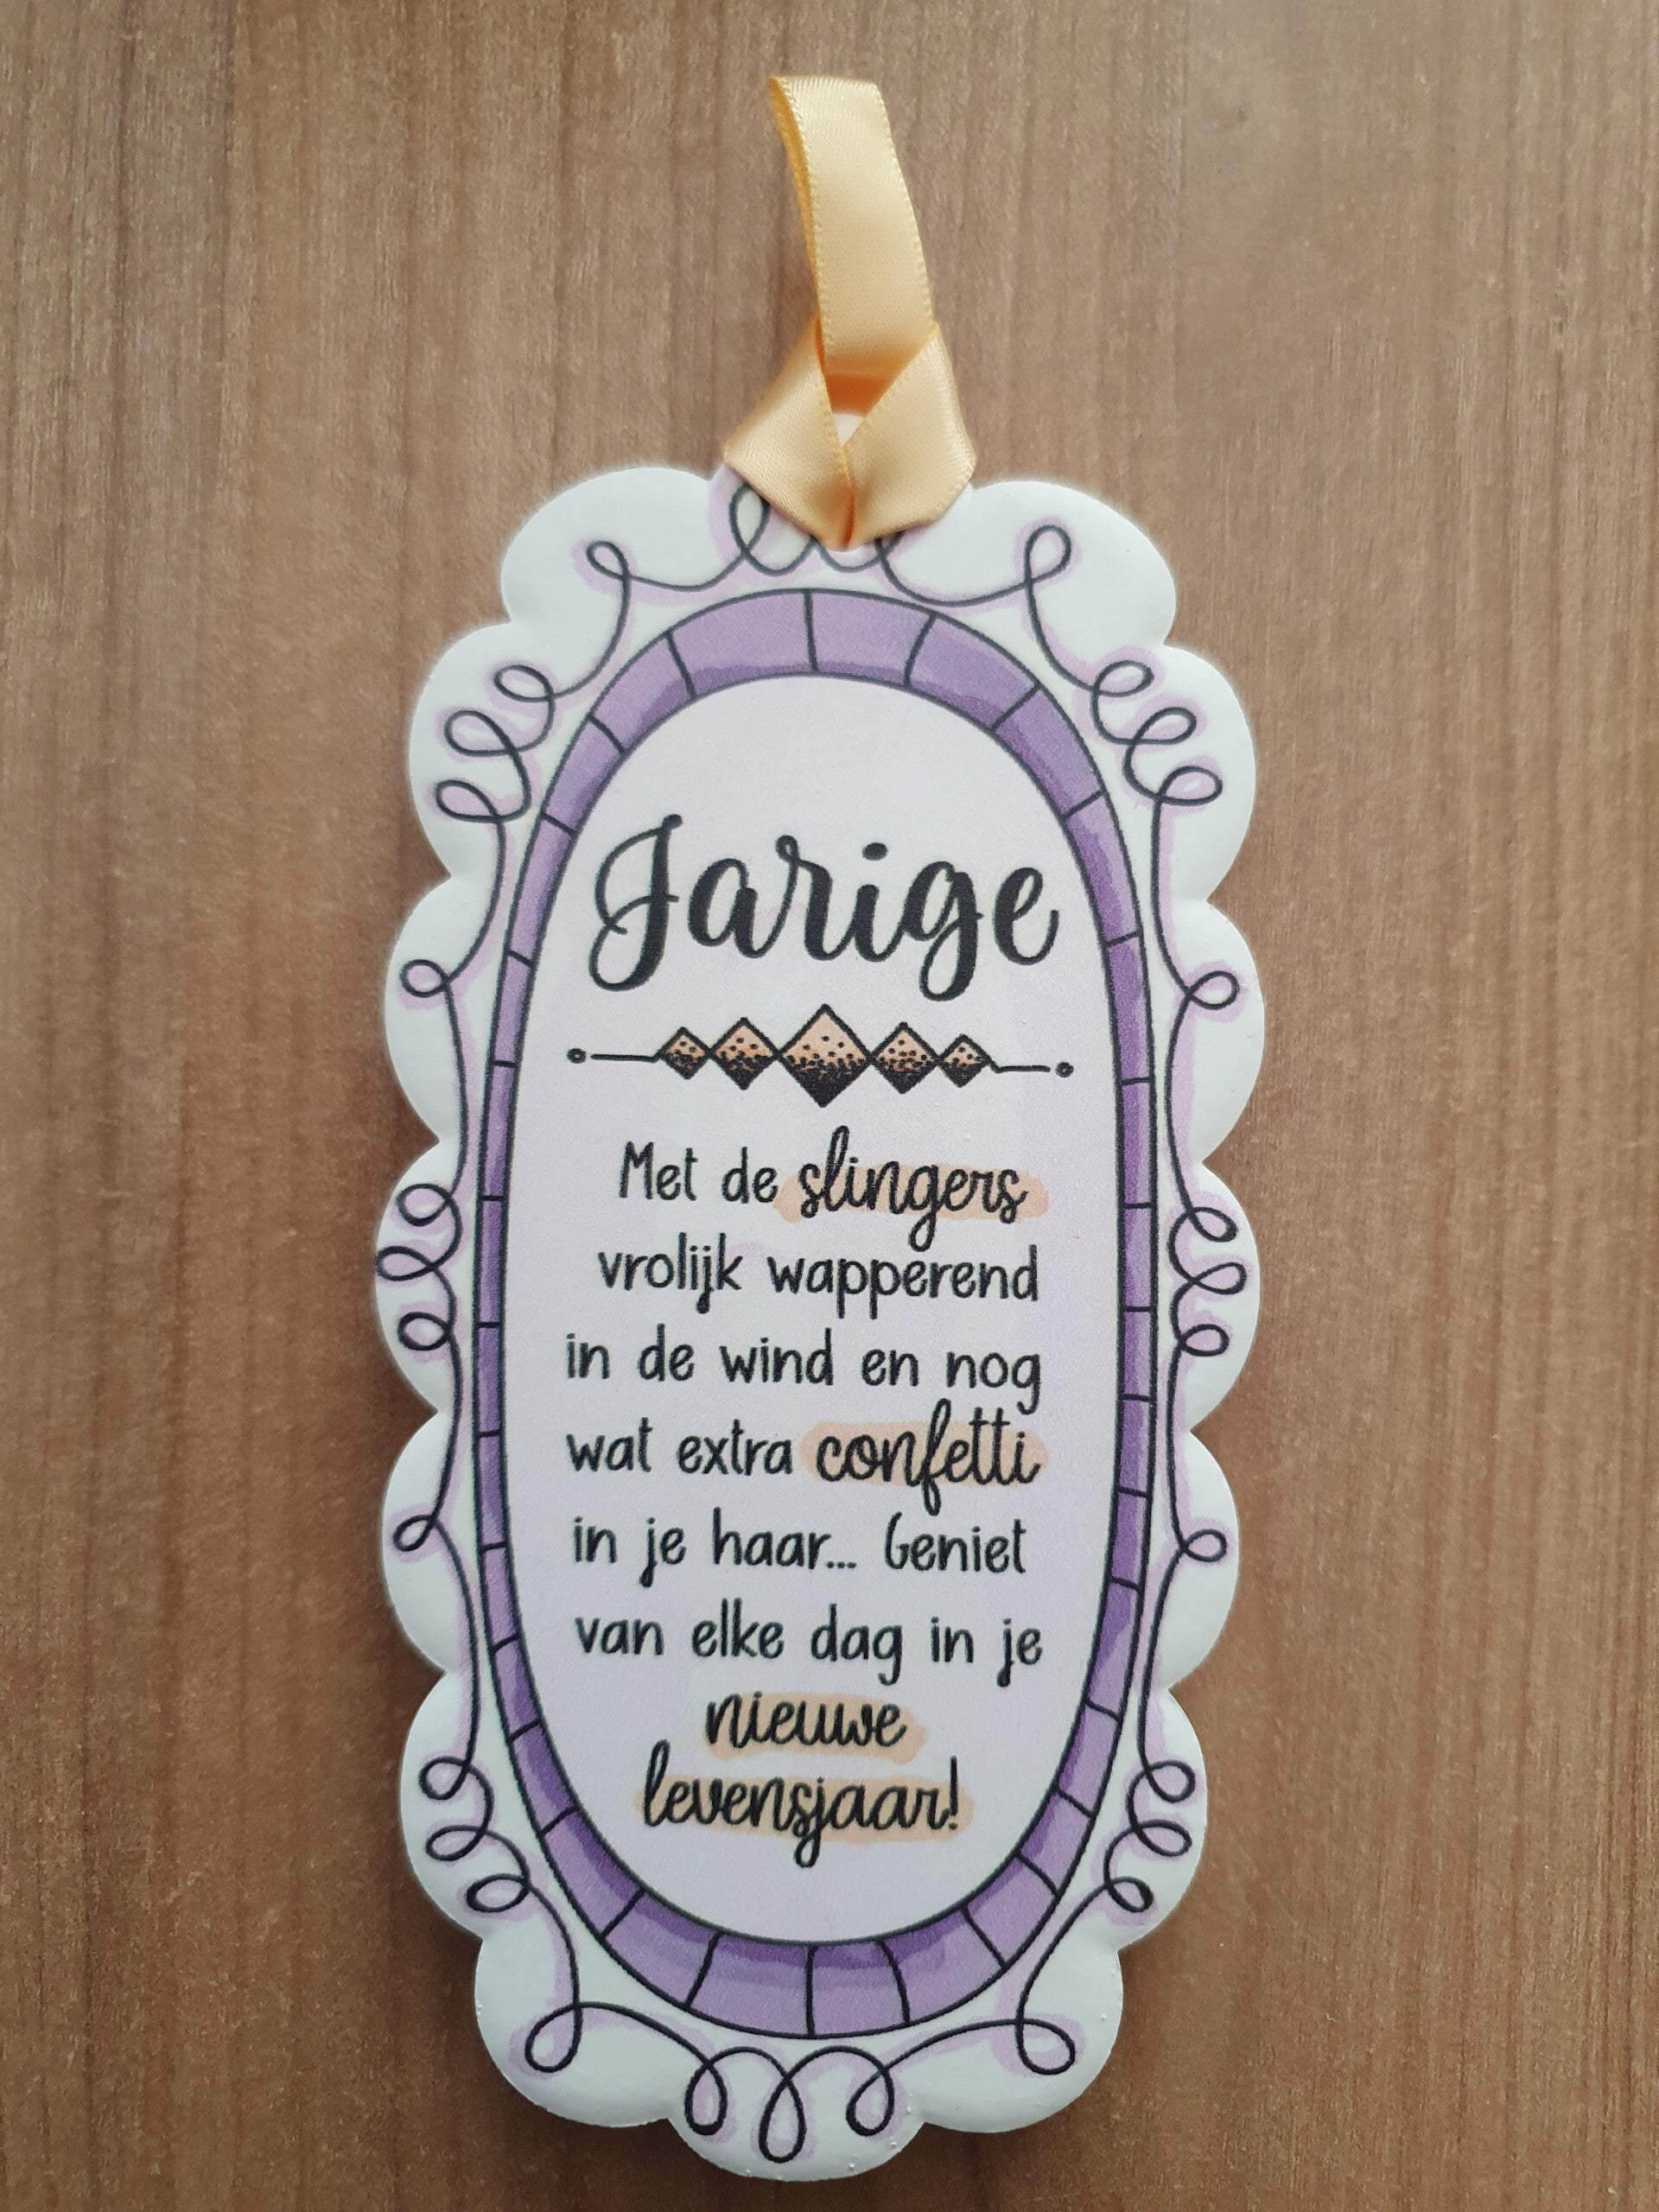 Jarige
Met de slingers
vrolijk wapperend
in de wind en nog
wat extra confetti
in je haar... Geniet
van elke dag in je
nieuwe
levensjaar!